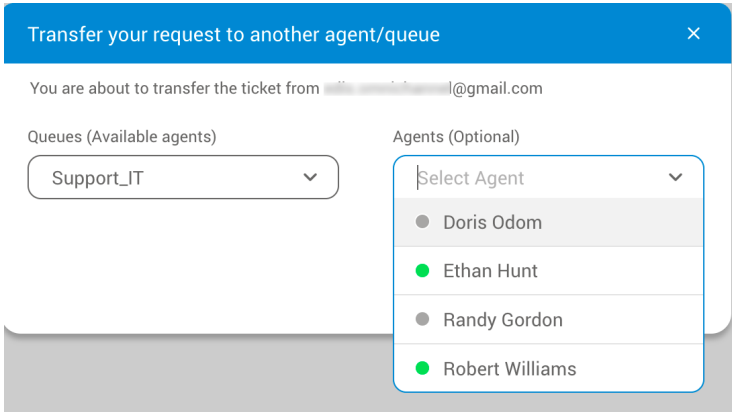 Transfer your request to another agent/queue
You are about to transfer the ticket from @gmail.com
Queues (Available agents)
Agents (Optional)
Support_IT
Select Agent
Doris Odom
Ethan Hunt
Randy Gordon
Robert Williams